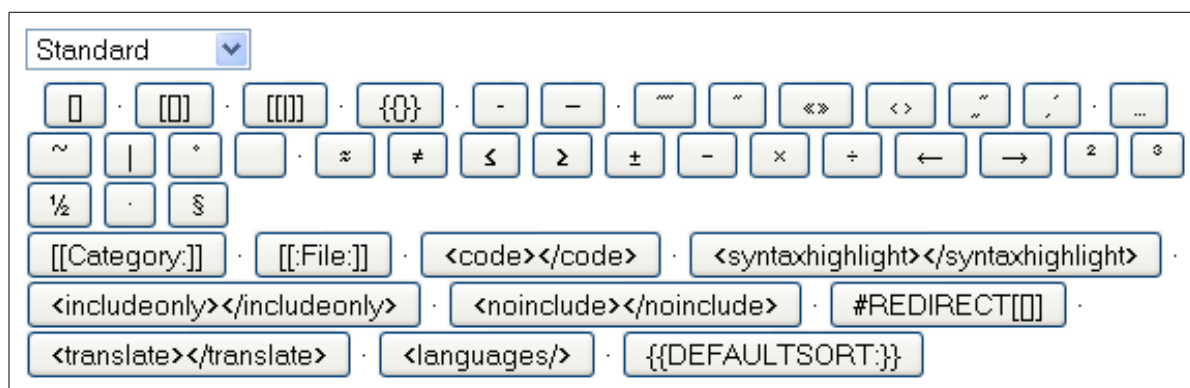 Standard
[] · [[]] · [[|]] · {{}} · - – · ““ ˝ «» ‹› „˝ ‚´ · …
~ | ° · ≈ ≠ ≤ ≥ ± − × ÷ ← → ² ³
½ · §
[[Category:]] · [[:File:]] · <code></code> · <syntaxhighlight></syntaxhighlight> ·
<includeonly></includeonly> · <noinclude></noinclude> · #REDIRECT[[]] ·
<translate></translate> · <languages/> · {{DEFAULTSORT:}}